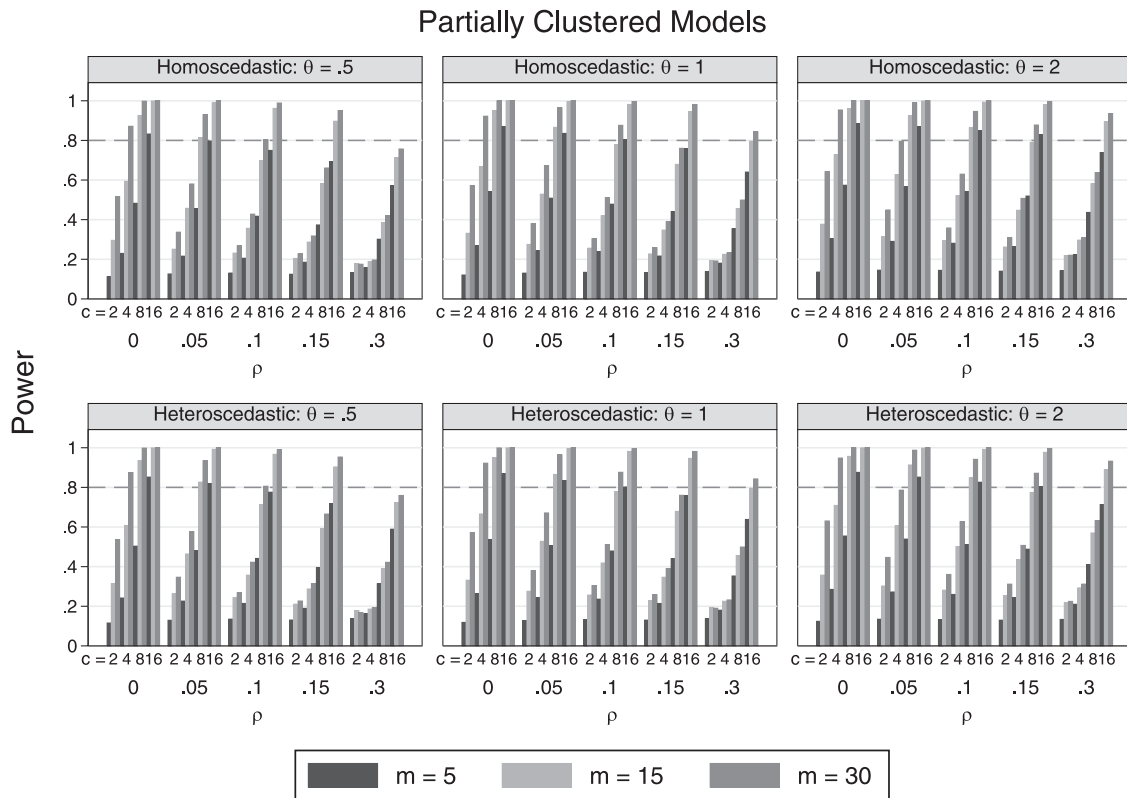 Partially Clustered Models
Homoscedastic: θ = .5
Homoscedastic: θ = 1
Homoscedastic: θ = 2
1
.8
.6
.4
.2
0
c = 2 4 8 16 2 4 8 16 2 4 8 16 2 4 8 16 2 4 8 16
0 .05 .1 .15 .3
ρ
c = 2 4 8 16 2 4 8 16 2 4 8 16 2 4 8 16 2 4 8 16
0 .05 .1 .15 .3
ρ
c = 2 4 8 16 2 4 8 16 2 4 8 16 2 4 8 16 2 4 8 16
0 .05 .1 .15 .3
ρ
Power
Heteroscedastic: θ = .5
Heteroscedastic: θ = 1
Heteroscedastic: θ = 2
1
.8
.6
.4
.2
0
c = 2 4 8 16 2 4 8 16 2 4 8 16 2 4 8 16 2 4 8 16
0 .05 .1 .15 .3
ρ
c = 2 4 8 16 2 4 8 16 2 4 8 16 2 4 8 16 2 4 8 16
0 .05 .1 .15 .3
ρ
c = 2 4 8 16 2 4 8 16 2 4 8 16 2 4 8 16 2 4 8 16
0 .05 .1 .15 .3
ρ
m = 5 m = 15 m = 30